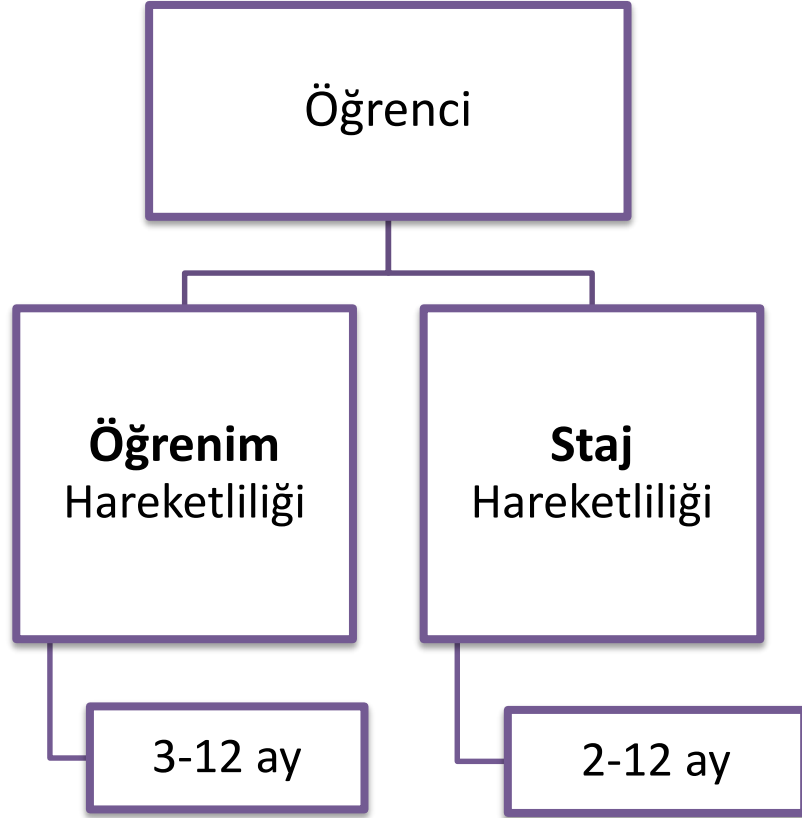 Öğrenci
Öğrenim
Hareketliliği
Staj
Hareketliliği
3-12 ay
2-12 ay